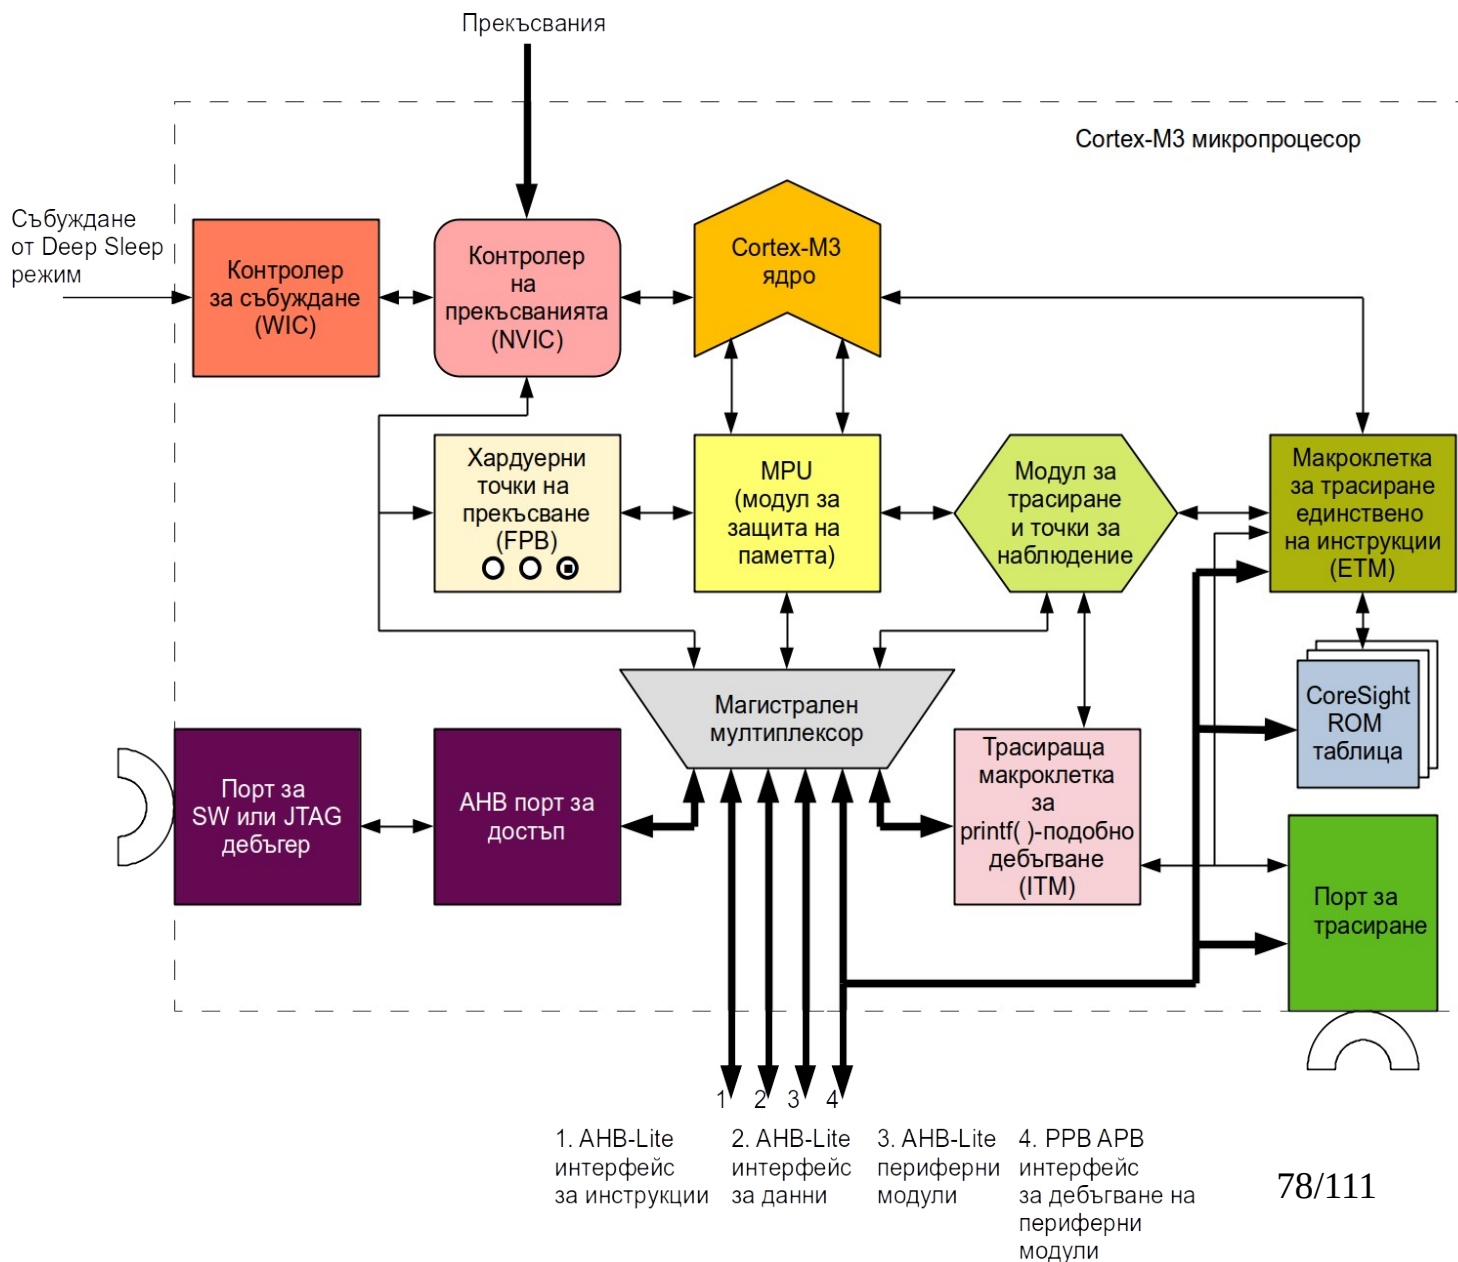 Прекъсвания
Cortex-M3 микропроцесор
Събуждане
от Deep Sleep
режим
Контролер
за събуждане
(WIC)
Контролер
на
прекъсванията
(NVIC)
Cortex-M3
ядро
Хардуерни
точки на
прекъсване
(FPB)
MPU
(модул за
защита на
паметта)
Модул за
трасиране
и точки за
наблюдение
Макроклетка
за трасиране
единствено
на инструкции
(ETM)
Магистрален
мултиплексор
CoreSight
ROM
таблица
Порт за
SW или JTAG
дебъгер
AHB порт за
достъп
Трасираща
макроклетка
за
printf( )-подобно
дебъгване
(ITM)
Порт за
трасиране
1 2 3 4
1. AHB-Lite
интерфейс
за инструкции
2. AHB-Lite
интерфейс
за данни
3. AHB-Lite
периферни
модули
4. PPB APB
интерфейс
за дебъгване на
периферни
модули
78/111